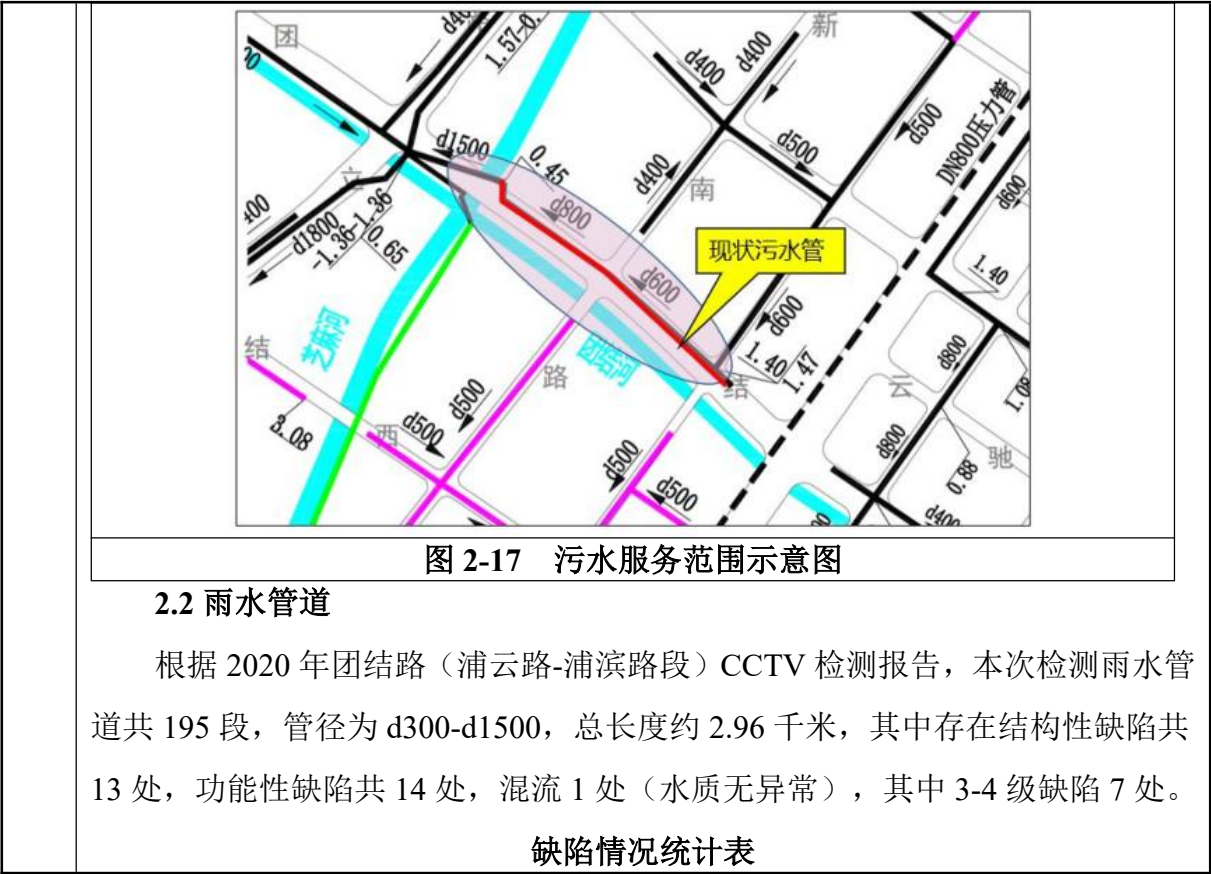 团
新
d400
d400
1.57-0.
d500
DN800压力管
d1500
0.45
d500
d400
南
d600
立
d800
400
d1800
-1.36-1.36
0.65
现状污水管
1.40
d600
d600
芝麻河
团结河
1.40
1.47
d800
结
路
结
云
1.08
d500
d500
3.08
西
d500
d800
0.88
驰
d500
d400
图 2-17 污水服务范围示意图
2.2 雨水管道
根据 2020 年团结路（浦云路-浦滨路段）CCTV 检测报告，本次检测雨水管
道共 195 段，管径为 d300-d1500，总长度约 2.96 千米，其中存在结构性缺陷共
13 处，功能性缺陷共 14 处，混流 1 处（水质无异常），其中 3-4 级缺陷 7 处。
缺陷情况统计表